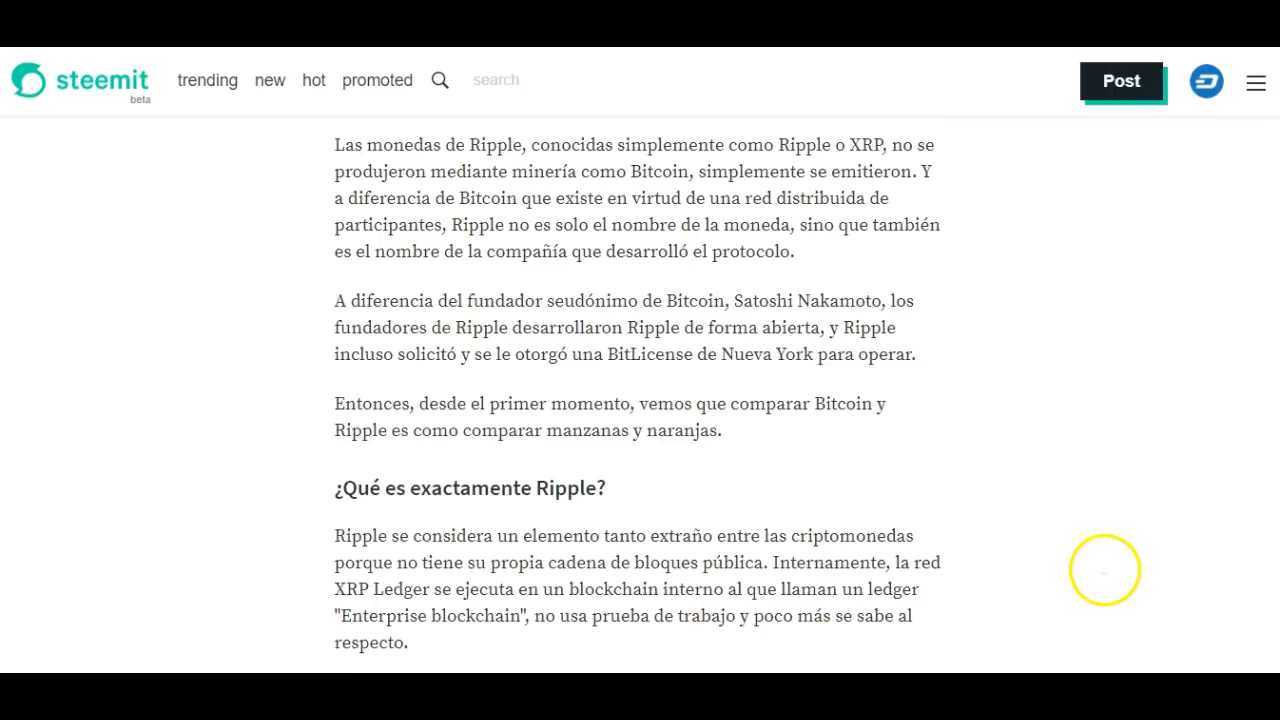 steemit
beta
trending new hot promoted search
Post
Las monedas de Ripple, conocidas simplemente como Ripple o XRP, no se
produjeron mediante minería como Bitcoin, simplemente se emitieron. Y
a diferencia de Bitcoin que existe en virtud de una red distribuida de
participantes, Ripple no es solo el nombre de la moneda, sino que también
es el nombre de la compañía que desarrolló el protocolo.
A diferencia del fundador seudónimo de Bitcoin, Satoshi Nakamoto, los
fundadores de Ripple desarrollaron Ripple de forma abierta, y Ripple
incluso solicitó y se le otorgó una BitLicense de Nueva York para operar.
Entonces, desde el primer momento, vemos que comparar Bitcoin y
Ripple es como comparar manzanas y naranjas.
¿Qué es exactamente Ripple?
Ripple se considera un elemento tanto extraño entre las criptomonedas
porque no tiene su propia cadena de bloques pública. Internamente, la red
XRP Ledger se ejecuta en un blockchain interno al que llaman un ledger
"Enterprise blockchain", no usa prueba de trabajo y poco más se sabe al
respecto.